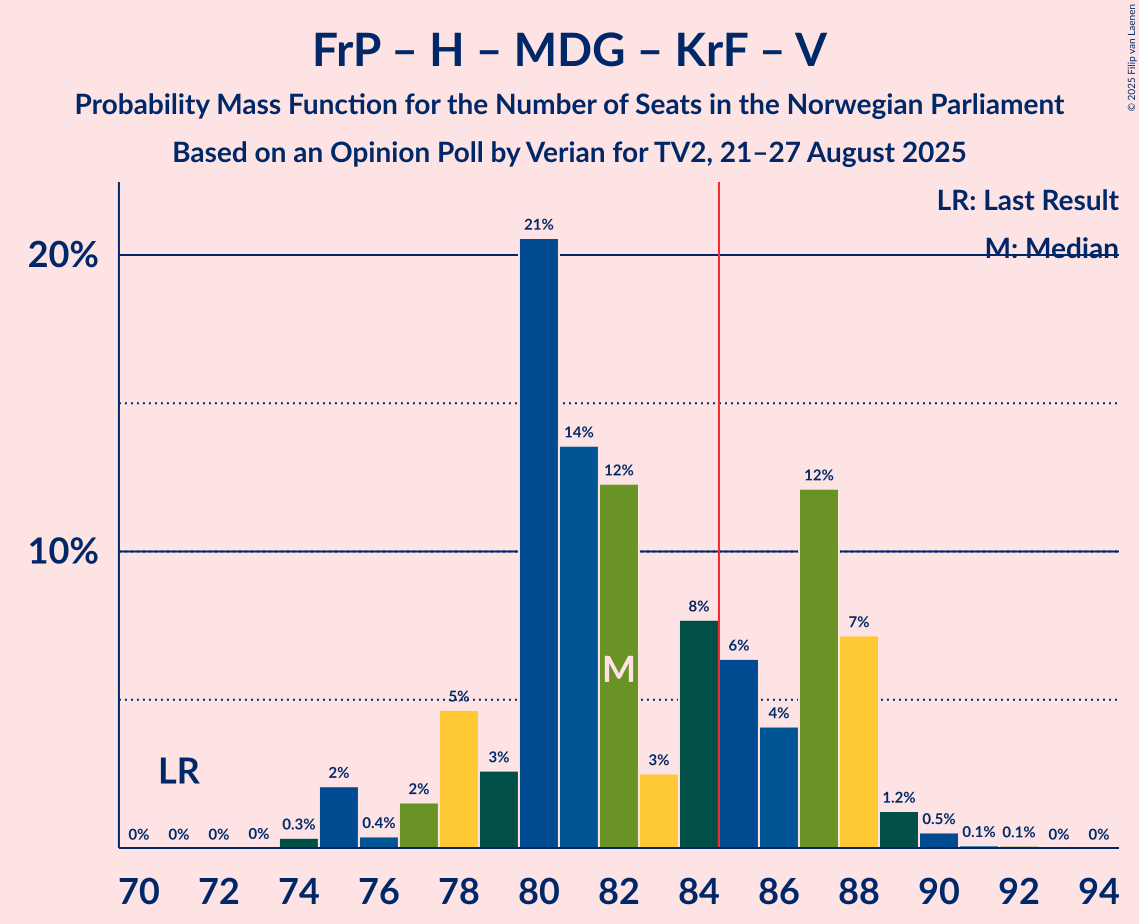 FrP – H – MDG – KrF – V
Probability Mass Function for the Number of Seats in the Norwegian Parliament
Based on an Opinion Poll by Verian for TV2, 21–27 August 2025
© 2025 Filip van Laenen
LR: Last Result
M: Median
20%
10%
0% 0% 0% 0% 0.3% 2% 0.4% 2% 5% 3% 21% 14% 12% 3% 8% 6% 4% 12% 7% 1.2% 0.5% 0.1% 0.1% 0% 0%
LR
M
70 72 74 76 78 80 82 84 86 88 90 92 94